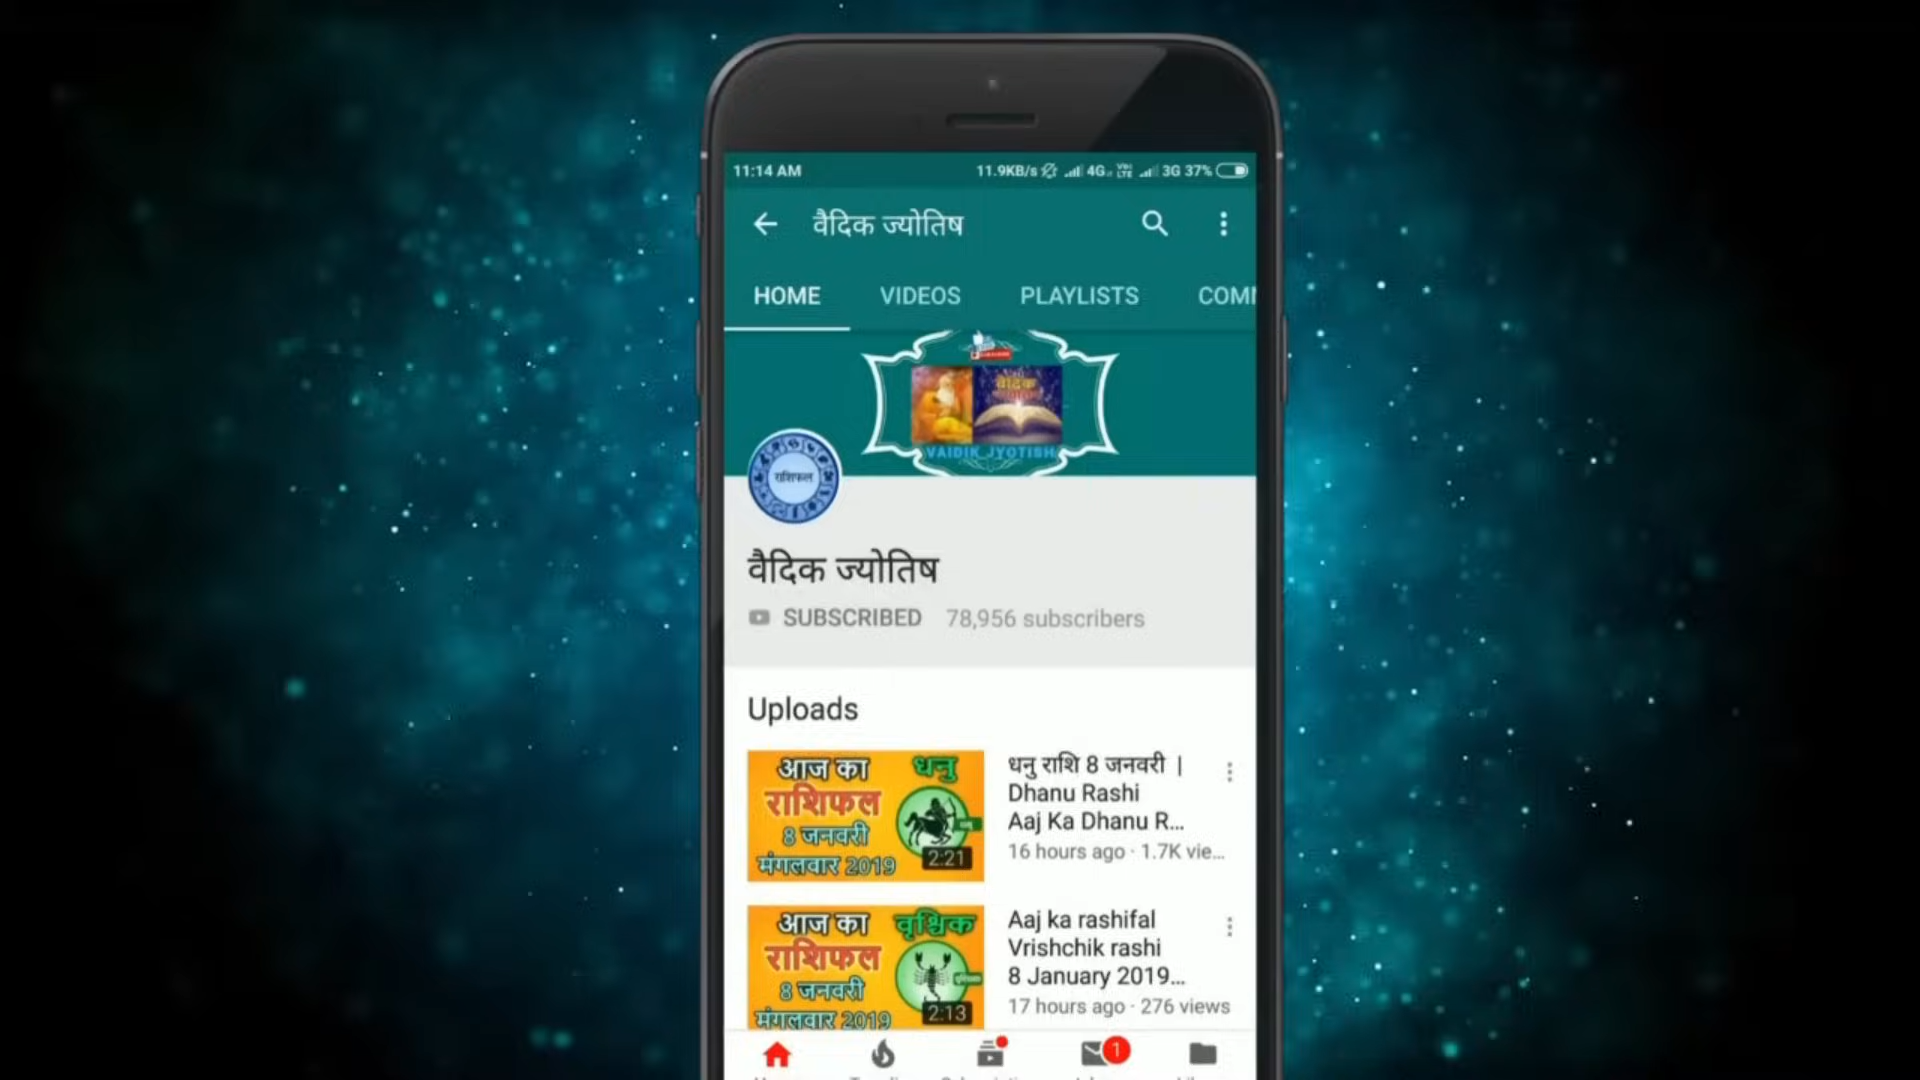 11:14 AM 11.9KB/s 4G VoLTE 3G 37%
वैदिक ज्योतिष
HOME VIDEOS PLAYLISTS COMM
वैदिक
VAIDIK JYOTISH
राशिफल
वैदिक ज्योतिष
SUBSCRIBED 78,956 subscribers
Uploads
आज का धनु
राशिफल
8 जनवरी
मंगलवार 2019
2:21
धनु राशि 8 जनवरी |
Dhanu Rashi
Aaj Ka Dhanu R...
16 hours ago · 1.7K vie...
आज का वृश्चिक
राशिफल
8 जनवरी
मंगलवार 2019
2:13
Aaj ka rashifal
Vrishchik rashi
8 January 2019...
17 hours ago · 276 views
1